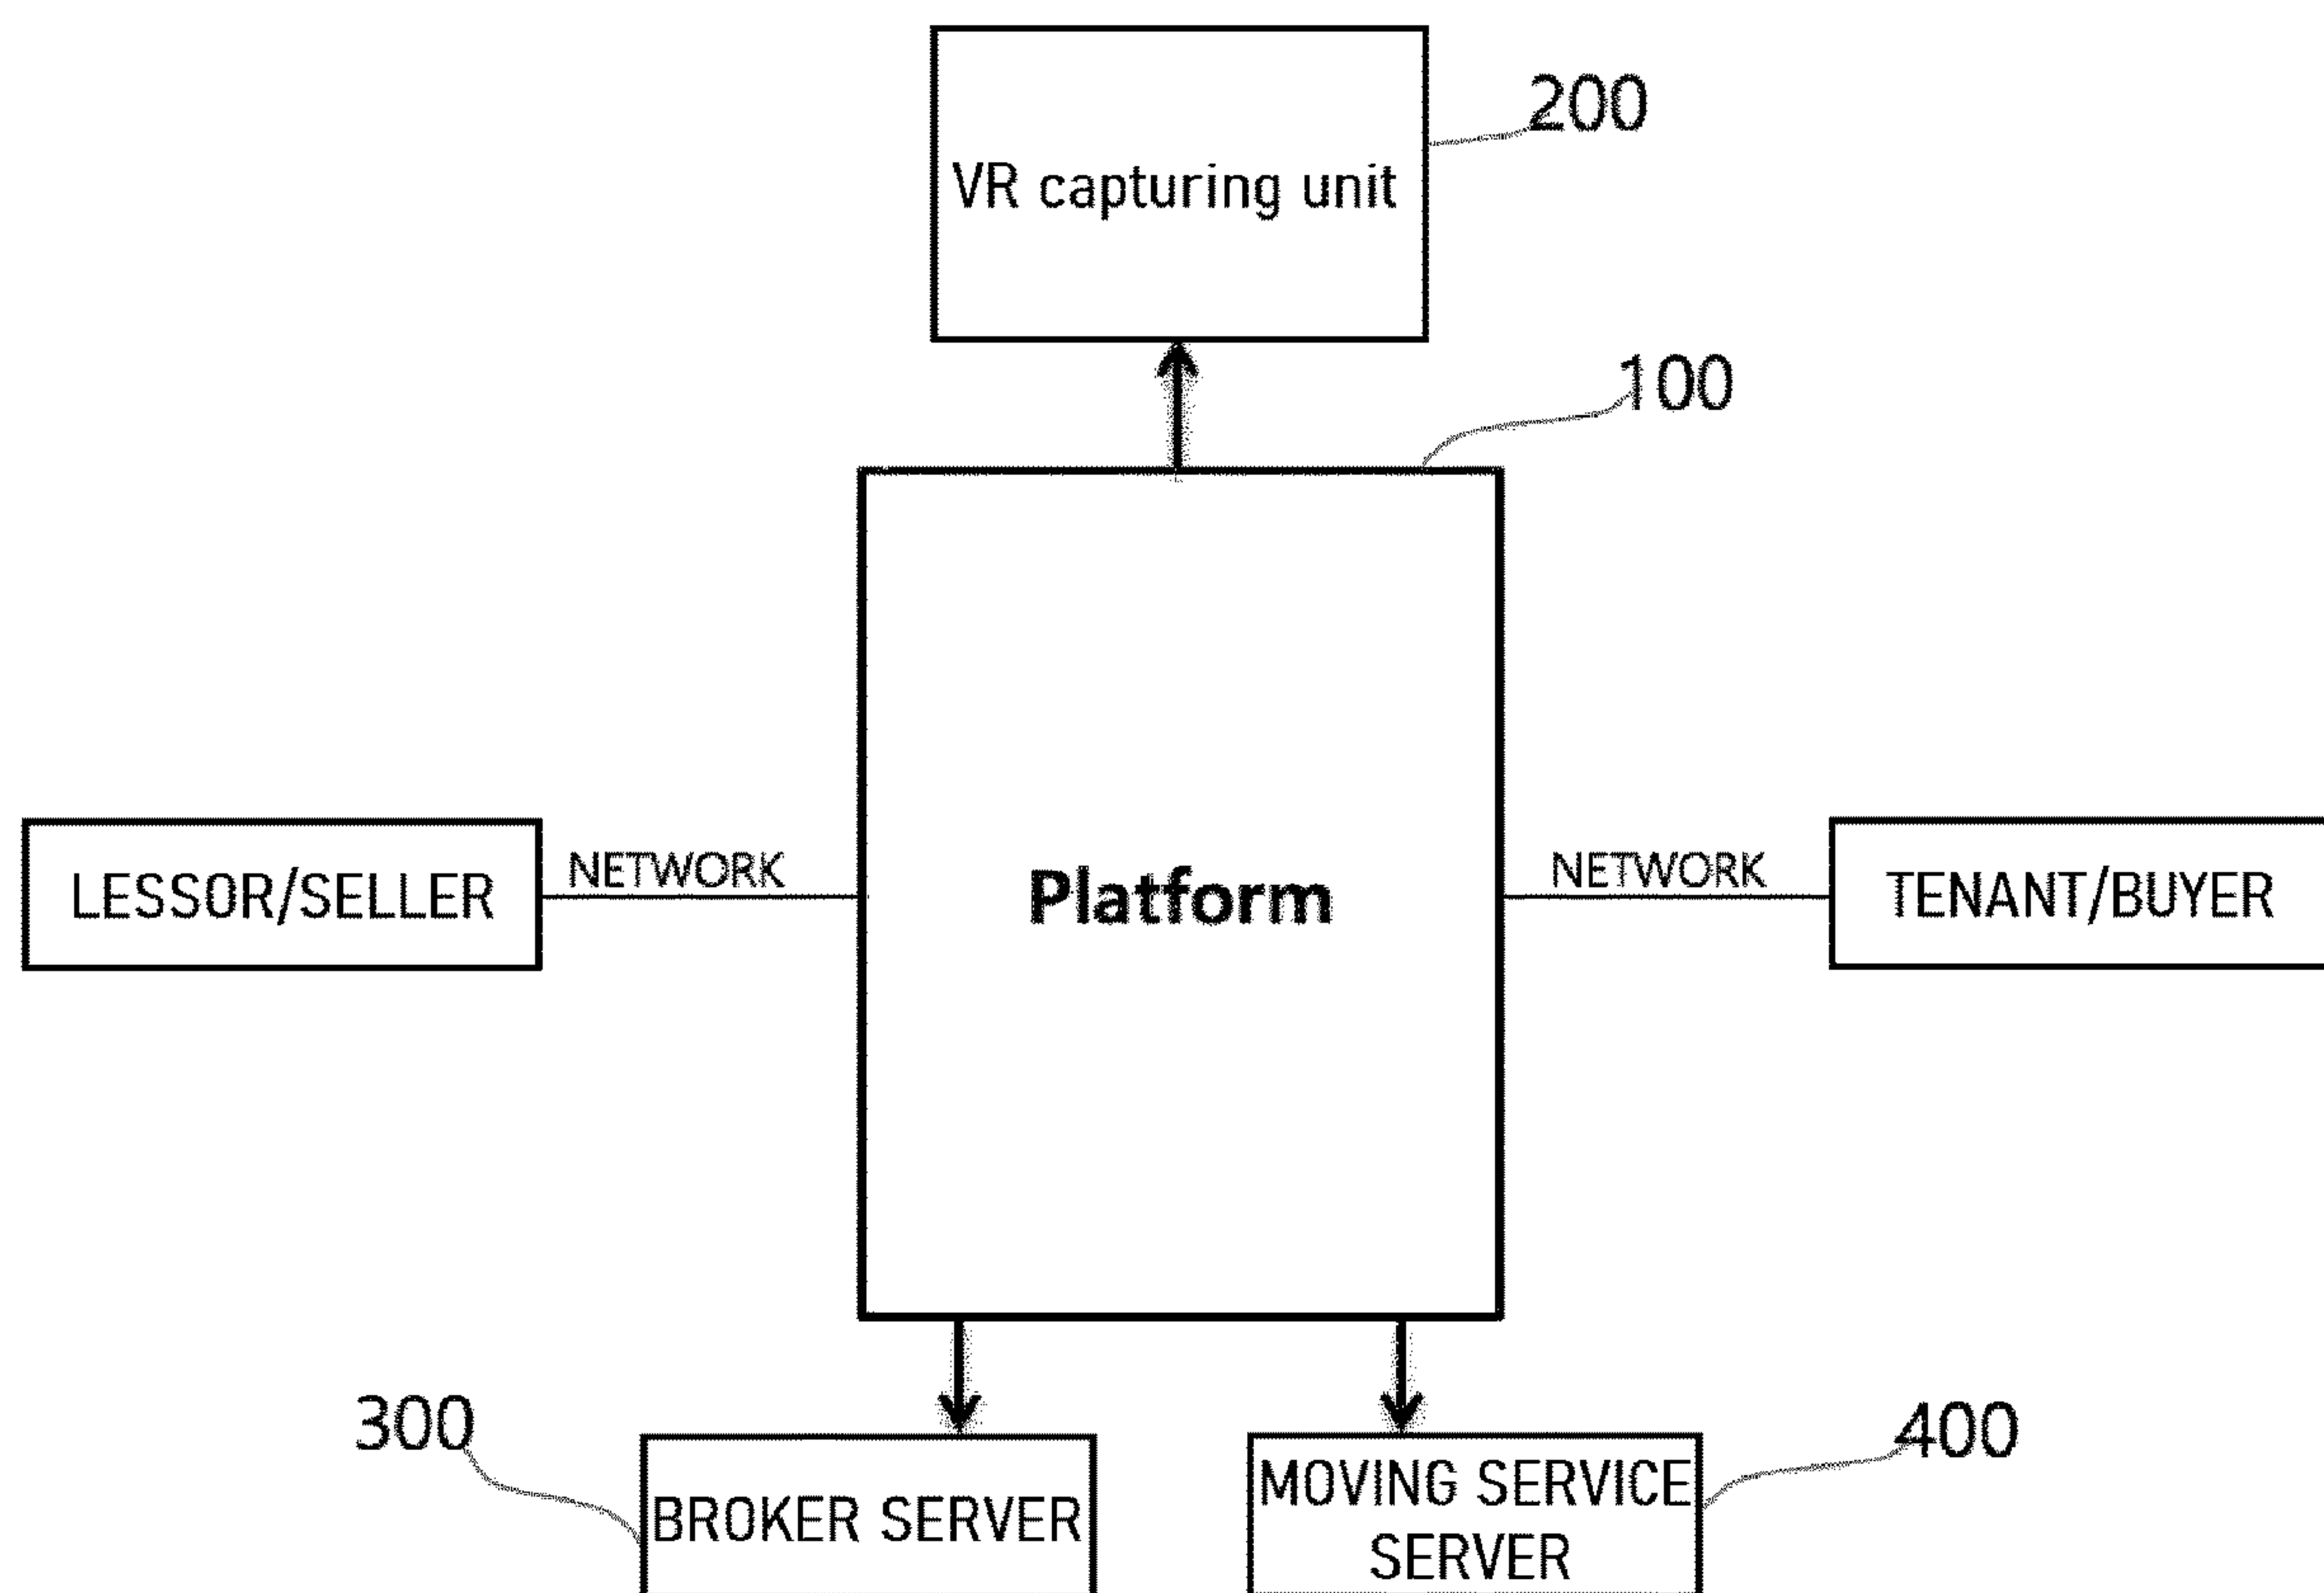 200
VR capturing unit
100
LESSOR/SELLER
NETWORK
Platform
NETWORK
TENANT/BUYER
300
BROKER SERVER
MOVING SERVICE
SERVER
400